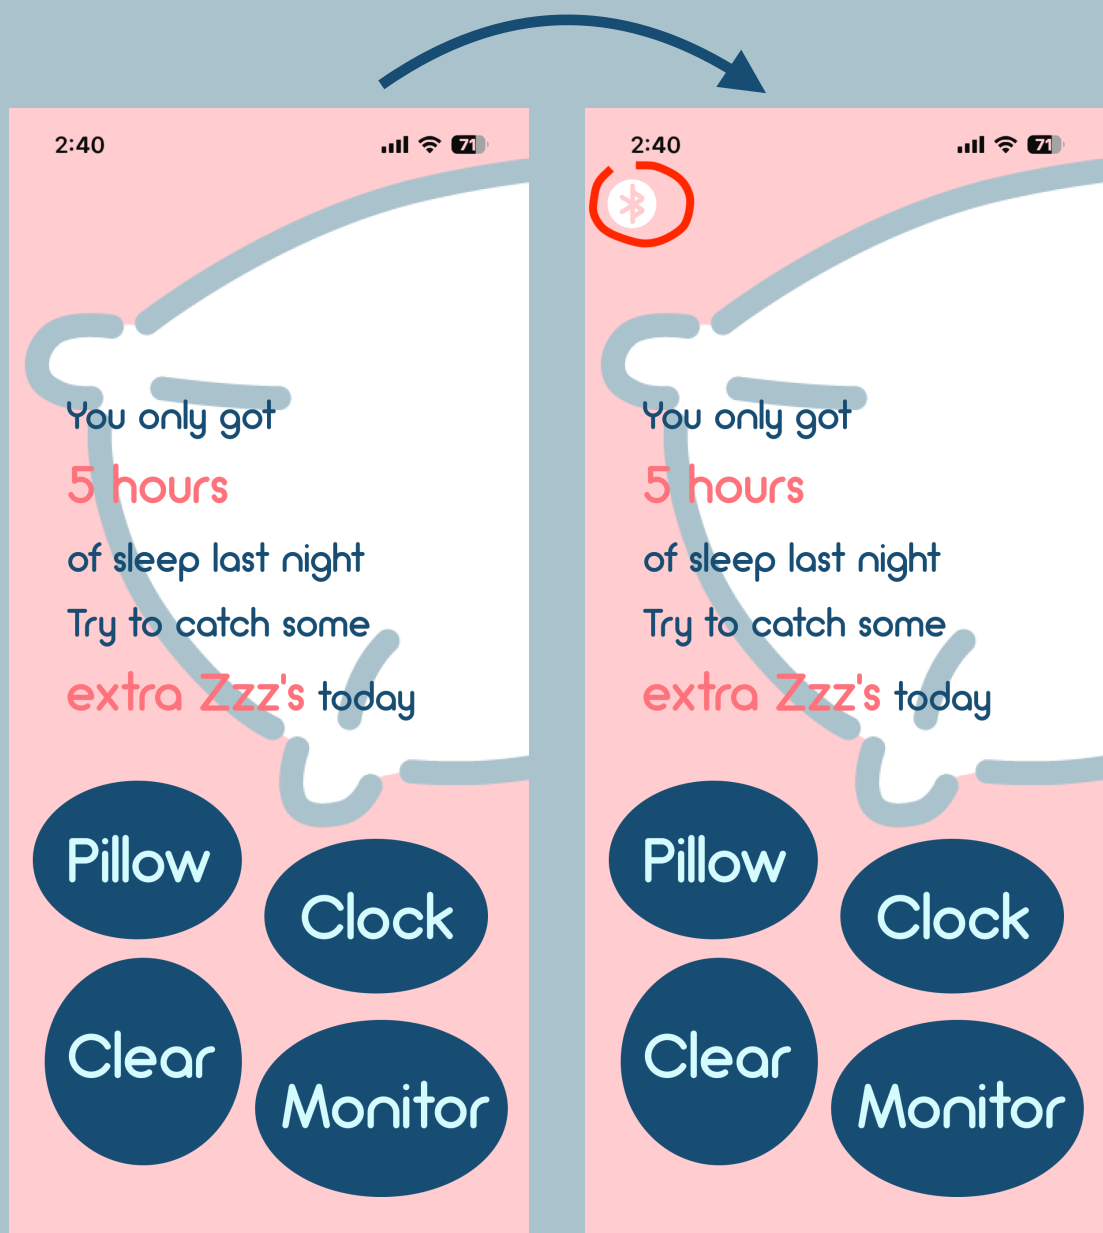 2:40
71
You only got
5 hours
of sleep last night
Try to catch some
extra Zzz's today
Pillow
Clock
Clear
Monitor
2:40
71
You only got
5 hours
of sleep last night
Try to catch some
extra Zzz's today
Pillow
Clock
Clear
Monitor